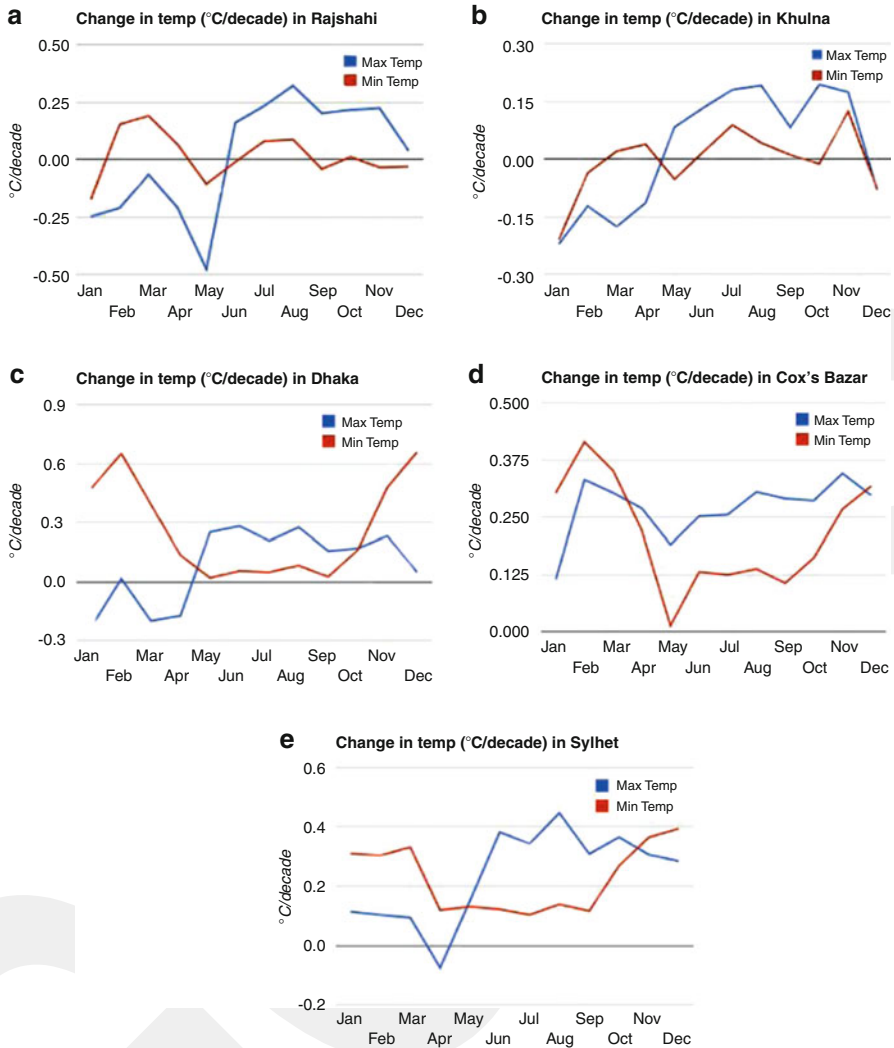 a Change in temp (°C/decade) in Rajshahi
0.50
Max Temp
Min Temp
0.25
°C/decade
0.00
-0.25
-0.50
Jan Mar May Jul Sep Nov
Feb Apr Jun Aug Oct Dec
b Change in temp (°C/decade) in Khulna
0.30
Max Temp
Min Temp
0.15
°C/decade
0.00
-0.15
-0.30
Jan Mar May Jul Sep Nov
Feb Apr Jun Aug Oct Dec
c Change in temp (°C/decade) in Dhaka
0.9
Max Temp
Min Temp
0.6
°C/decade
0.3
0.0
-0.3
Jan Mar May Jul Sep Nov
Feb Apr Jun Aug Oct Dec
d Change in temp (°C/decade) in Cox's Bazar
0.500
Max Temp
Min Temp
0.375
°C/decade
0.250
0.125
0.000
Jan Mar May Jul Sep Nov
Feb Apr Jun Aug Oct Dec
e Change in temp (°C/decade) in Sylhet
0.6
Max Temp
Min Temp
0.4
°C/decade
0.2
0.0
-0.2
Jan Mar May Jul Sep Nov
Feb Apr Jun Aug Oct Dec